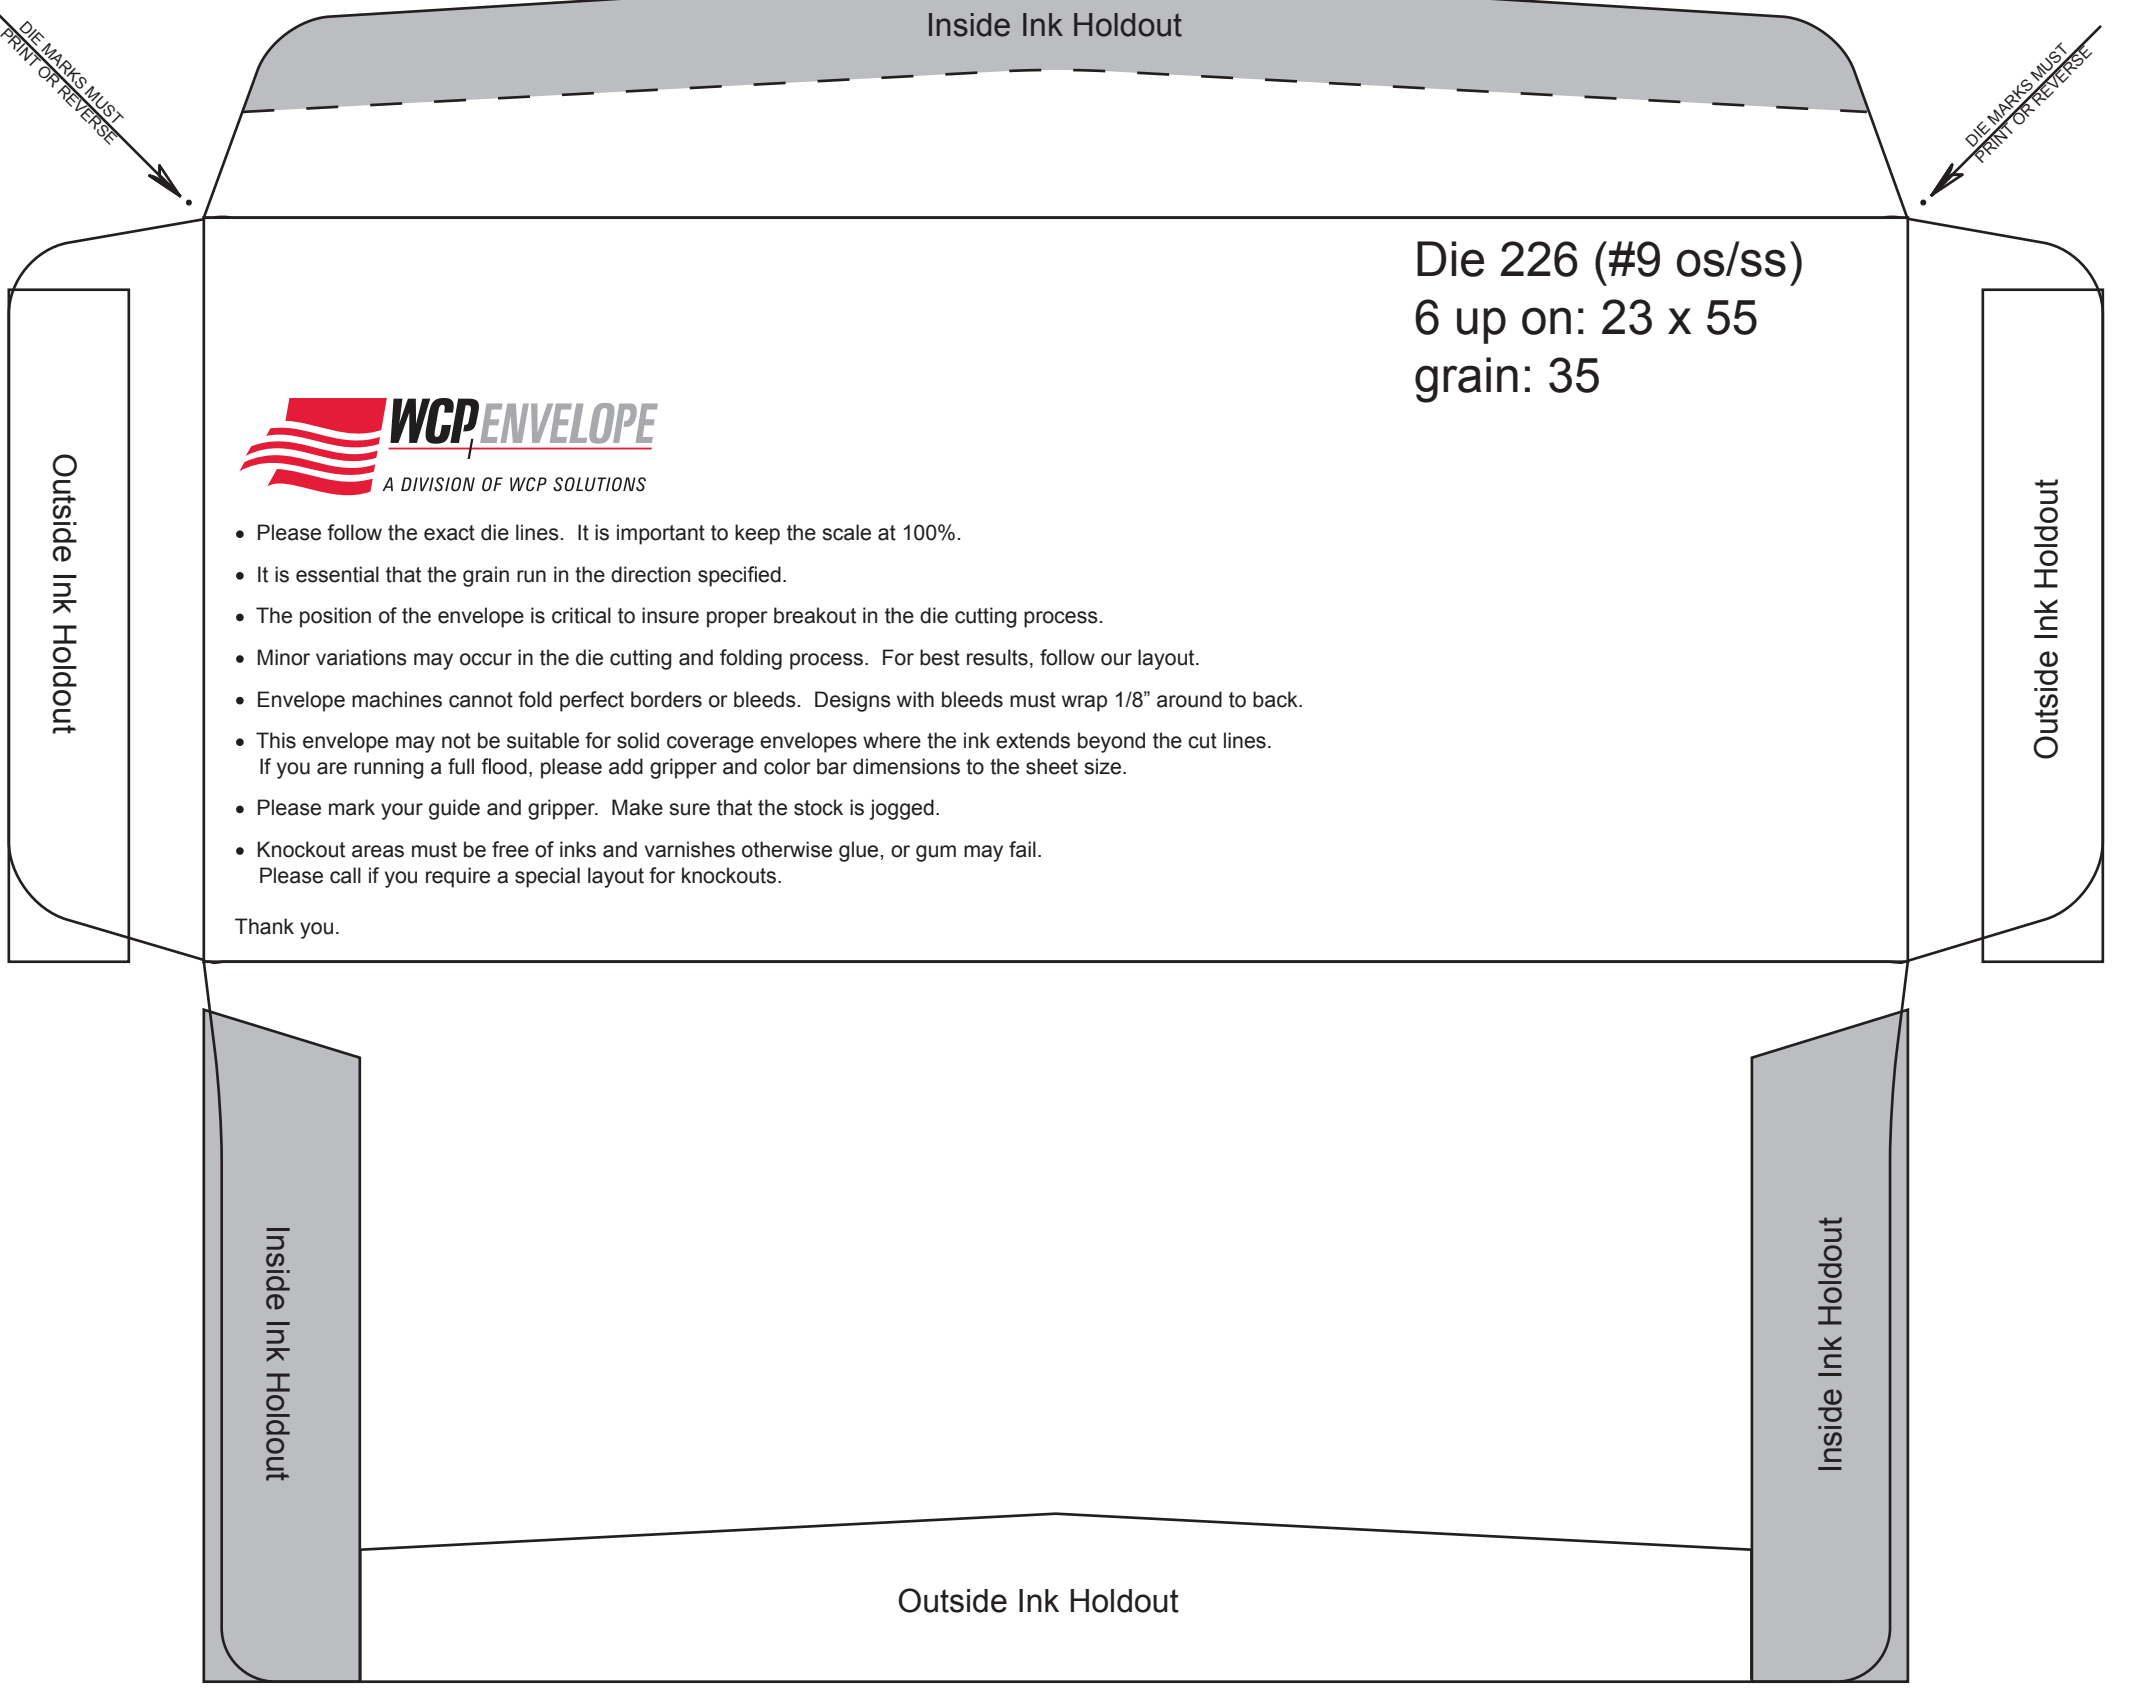 Inside Ink Holdout
DIE MARKS MUST
PRINT OR REVERSE
DIE MARKS MUST
PRINT OR REVERSE
Die 226 (#9 os/ss)
6 up on: 23 x 55
grain: 35
WCP ENVELOPE
A DIVISION OF WCP SOLUTIONS
• Please follow the exact die lines.  It is important to keep the scale at 100%.
• It is essential that the grain run in the direction specified.
• The position of the envelope is critical to insure proper breakout in the die cutting process.
• Minor variations may occur in the die cutting and folding process.  For best results, follow our layout.
• Envelope machines cannot fold perfect borders or bleeds.  Designs with bleeds must wrap 1/8” around to back.
• This envelope may not be suitable for solid coverage envelopes where the ink extends beyond the cut lines.
If you are running a full flood, please add gripper and color bar dimensions to the sheet size.
• Please mark your guide and gripper.  Make sure that the stock is jogged.
• Knockout areas must be free of inks and varnishes otherwise glue, or gum may fail.
Please call if you require a special layout for knockouts.
Thank you.
Outside Ink Holdout
Outside Ink Holdout
Inside Ink Holdout
Inside Ink Holdout
Outside Ink Holdout